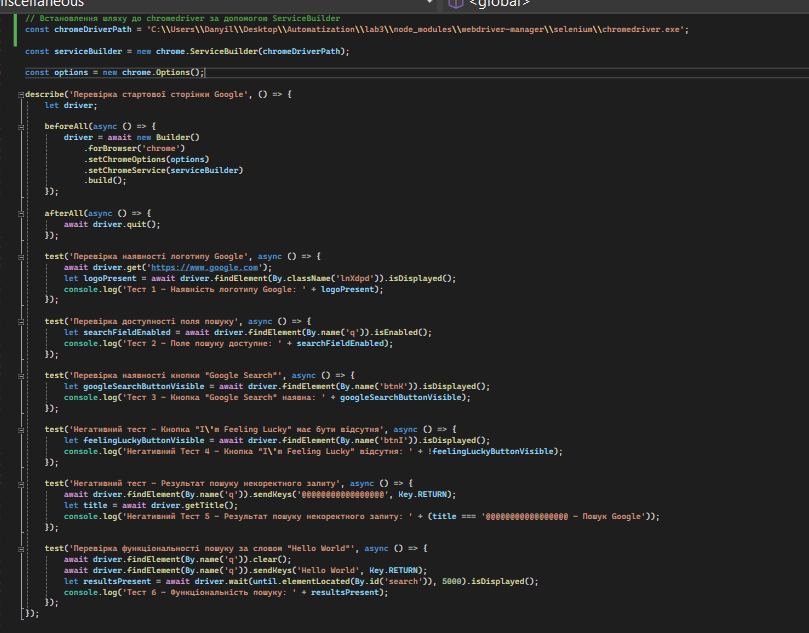 iscellaneous <global>
// Встановлення шляху до chromedriver за допомогою ServiceBuilder
const chromeDriverPath = 'C:\\Users\\Danyil\\Desktop\\Automatization\\lab3\\node_modules\\webdriver-manager\\selenium\\chromedriver.exe';
const serviceBuilder = new chrome.ServiceBuilder(chromeDriverPath);
const options = new chrome.Options();
describe('Перевірка стартової сторінки Google', () => {
let driver;
beforeAll(async () => {
driver = await new Builder()
.forBrowser('chrome')
.setChromeOptions(options)
.setChromeService(serviceBuilder)
.build();
});
afterAll(async () => {
await driver.quit();
});
test('Перевірка наявності логотипу Google', async () => {
await driver.get('https://www.google.com');
let logoPresent = await driver.findElement(By.className('lnXdpd')).isDisplayed();
console.log('Тест 1 - Наявність логотипу Google: ' + logoPresent);
});
test('Перевірка доступності поля пошуку', async () => {
let searchFieldEnabled = await driver.findElement(By.name('q')).isEnabled();
console.log('Тест 2 - Поле пошуку доступне: ' + searchFieldEnabled);
});
test('Перевірка наявності кнопки "Google Search"', async () => {
let googleSearchButtonVisible = await driver.findElement(By.name('btnK')).isDisplayed();
console.log('Тест 3 - Кнопка "Google Search" наявна: ' + googleSearchButtonVisible);
});
test('Негативний тест - Кнопка "I\'m Feeling Lucky" має бути відсутня', async () => {
let feelingLuckyButtonVisible = await driver.findElement(By.name('btnI')).isDisplayed();
console.log('Негативний Тест 4 - Кнопка "I\'m Feeling Lucky" відсутня: ' + !feelingLuckyButtonVisible);
});
test('Негативний тест - Результат пошуку некоректного запиту', async () => {
await driver.findElement(By.name('q')).sendKeys('@@@@@@@@@@@@@@@@@', Key.RETURN);
let title = await driver.getTitle();
console.log('Негативний Тест 5 - Результат пошуку некоректного запиту: ' + (title === '@@@@@@@@@@@@@@@@@ - Пошук Google'));
});
test('Перевірка функціональності пошуку за словом "Hello World"', async () => {
await driver.findElement(By.name('q')).clear();
await driver.findElement(By.name('q')).sendKeys('Hello World', Key.RETURN);
let resultsPresent = await driver.wait(until.elementLocated(By.id('search')), 5000).isDisplayed();
console.log('Тест 6 - Функціональність пошуку: ' + resultsPresent);
});
});